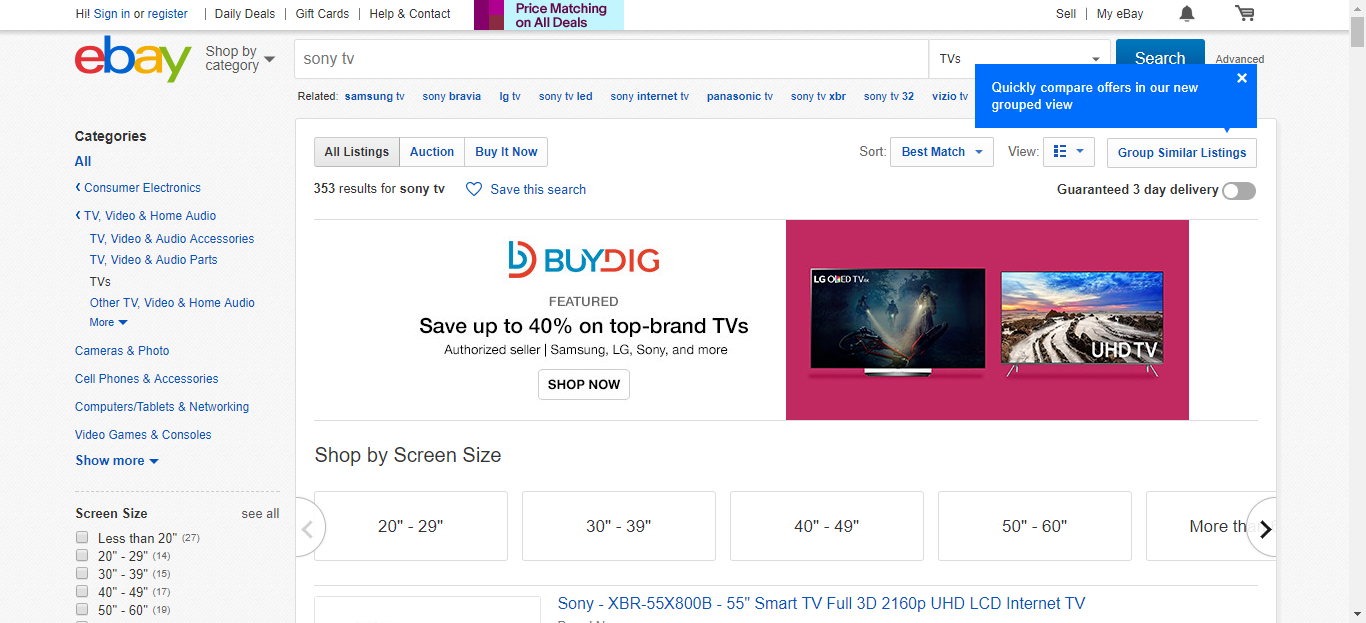 Hi! Sign in or register | Daily Deals | Gift Cards | Help & Contact
Price Matching
on All Deals
Sell | My eBay
ebay
Shop by
category
sony tv
TVs
Search
Advanced
Quickly compare offers in our new
grouped view
Related: samsung tv sony bravia lg tv sony tv led sony internet tv panasonic tv sony tv xbr sony tv 32 vizio tv
Categories
All
Consumer Electronics
TV, Video & Home Audio
TV, Video & Audio Accessories
TV, Video & Audio Parts
TVs
Other TV, Video & Home Audio
More
Cameras & Photo
Cell Phones & Accessories
Computers/Tablets & Networking
Video Games & Consoles
Show more
Screen Size see all
Less than 20" (27)
20" - 29" (14)
30" - 39" (15)
40" - 49" (17)
50" - 60" (19)
All Listings Auction Buy It Now
Sort: Best Match View: Group Similar Listings
353 results for sony tv Save this search
Guaranteed 3 day delivery
BUYDIG
FEATURED
Save up to 40% on top-brand TVs
Authorized seller | Samsung, LG, Sony, and more
SHOP NOW
LG OLED TV 4K
UHD TV
Shop by Screen Size
20" - 29" 30" - 39" 40" - 49" 50" - 60" More
Sony - XBR-55X800B - 55" Smart TV Full 3D 2160p UHD LCD Internet TV